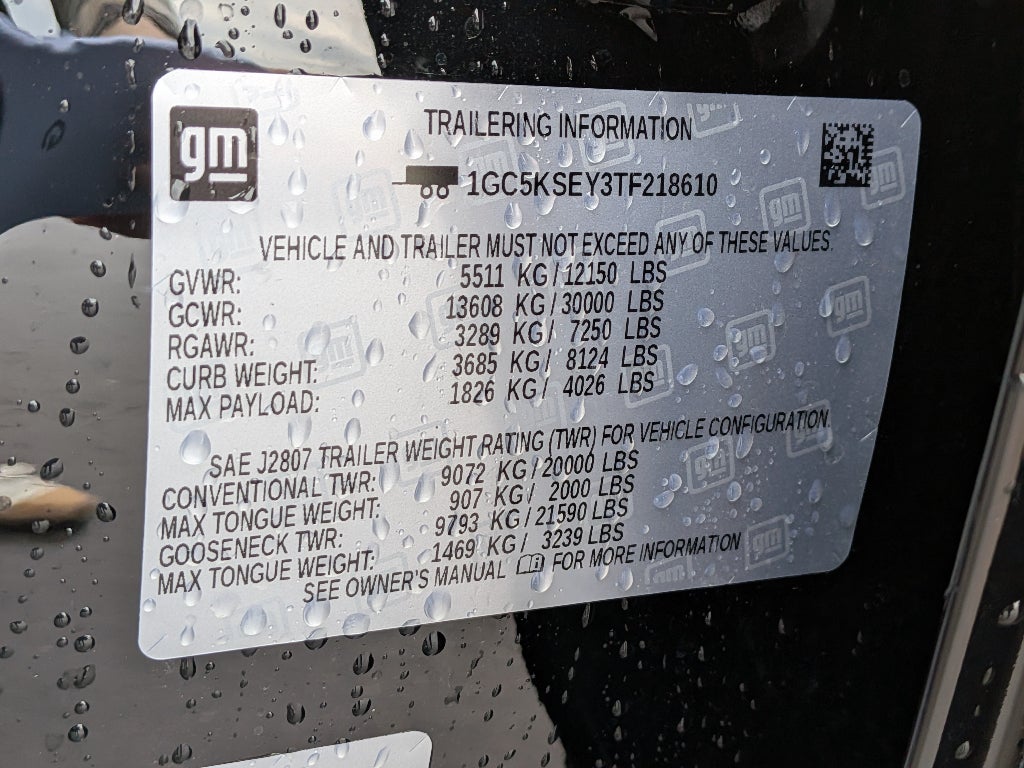 gm
TRAILERING INFORMATION
1GC5KSEY3TF218610
VEHICLE AND TRAILER MUST NOT EXCEED ANY OF THESE VALUES.
GVWR: 5511 KG/12150 LBS
GCWR: 13608 KG/30000 LBS
RGAWR: 3289 KG/ 7250 LBS
CURB WEIGHT: 3685 KG/ 8124 LBS
MAX PAYLOAD: 1826 KG/ 4026 LBS
SAE J2807 TRAILER WEIGHT RATING (TWR) FOR VEHICLE CONFIGURATION.
CONVENTIONAL TWR: 9072 KG/20000 LBS
MAX TONGUE WEIGHT: 907 KG/ 2000 LBS
GOOSENECK TWR: 9793 KG/21590 LBS
MAX TONGUE WEIGHT: 1469 KG/ 3239 LBS
SEE OWNER'S MANUAL FOR MORE INFORMATION